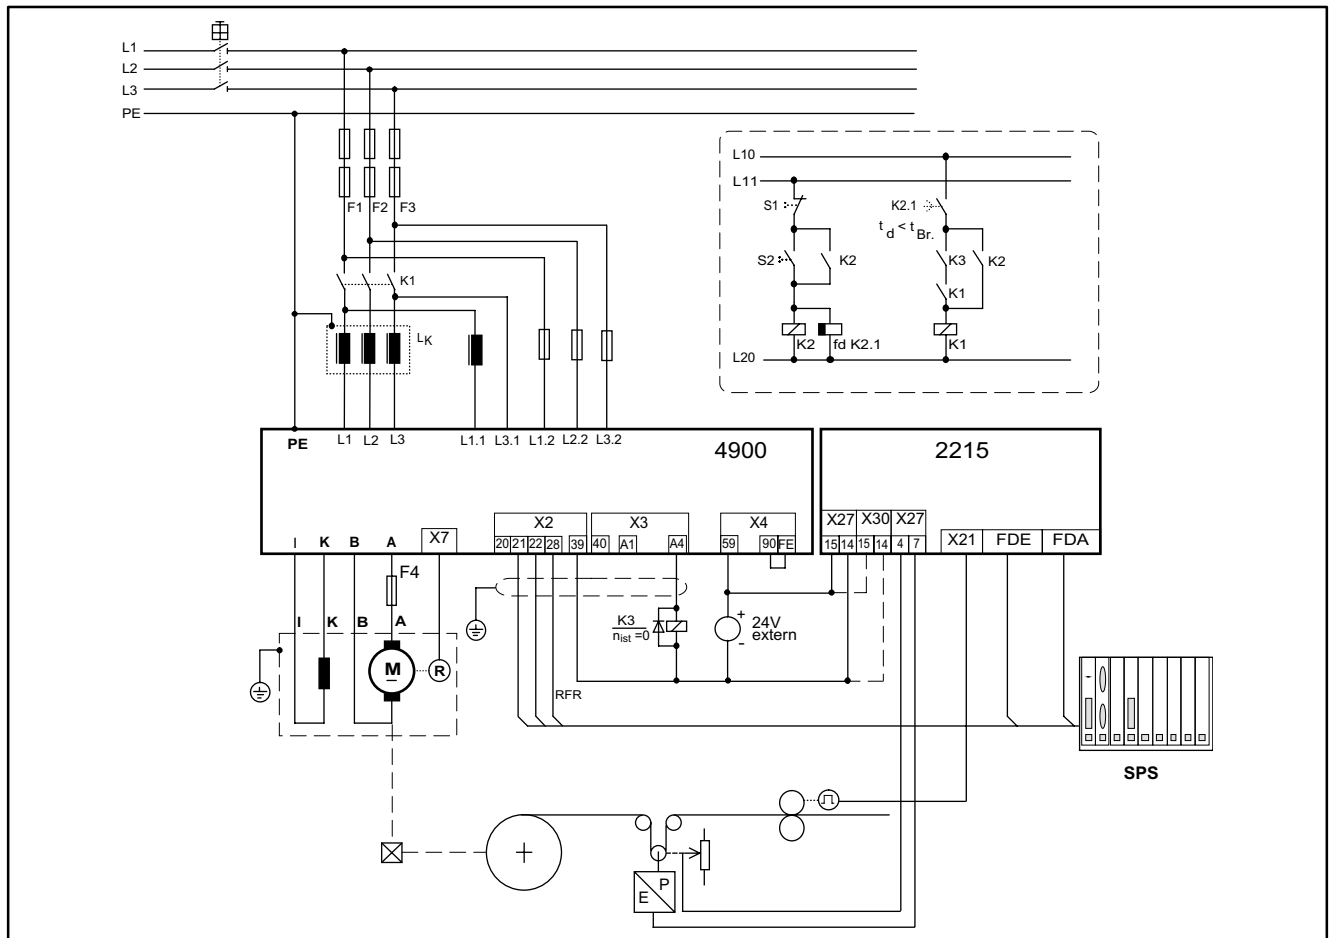 L1
L2
L3
PE
F1 F2 F3
K1
LK
L10
L11
S1
K2.1
td < tBr.
S2
K2
K3
K2
K1
K2
fd K2.1
K1
L20
PE
L1 L2 L3
L1.1 L3.1 L1.2 L2.2 L3.2
4900
2215
I K B A
X7
X2
X3
X4
X27 X30 X27
20 21 22 28 39 40 A1 A4 59 90 FE
15 14 15 14 4 7
X21 FDE FDA
F4
I K B A
K3
nist =0
+
24V
extern
-
M
R
RFR
SPS
P
E